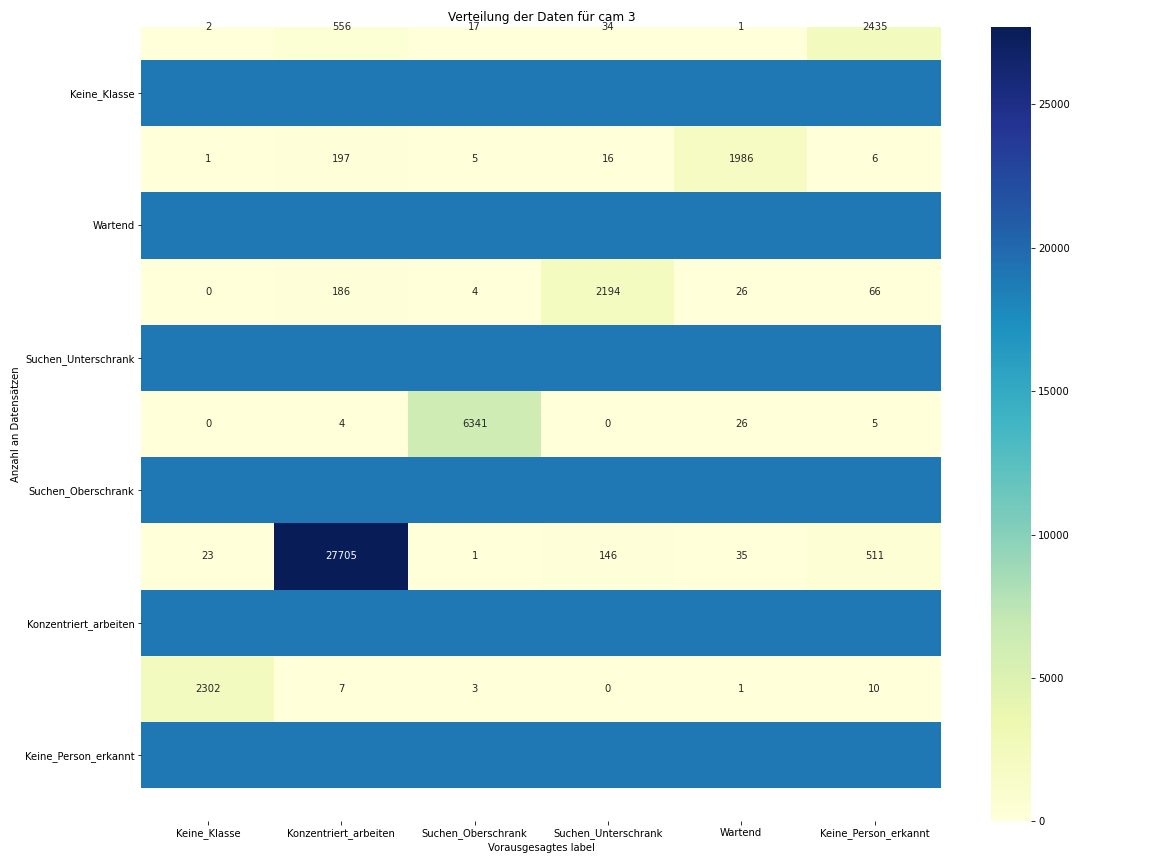 Verteilung der Daten für cam 3
2 556 17 34 1 2435
Keine_Klasse
1 197 5 16 1986 6
Wartend
0 186 4 2194 26 66
Suchen_Unterschrank
0 4 6341 0 26 5
Suchen_Oberschrank
23 27705 1 146 35 511
Konzentriert_arbeiten
2302 7 3 0 1 10
Keine_Person_erkannt
Anzahl an Datensätzen
Keine_Klasse Konzentriert_arbeiten Suchen_Oberschrank Suchen_Unterschrank Wartend Keine_Person_erkannt
Vorausgesagtes label
25000
20000
15000
10000
5000
0